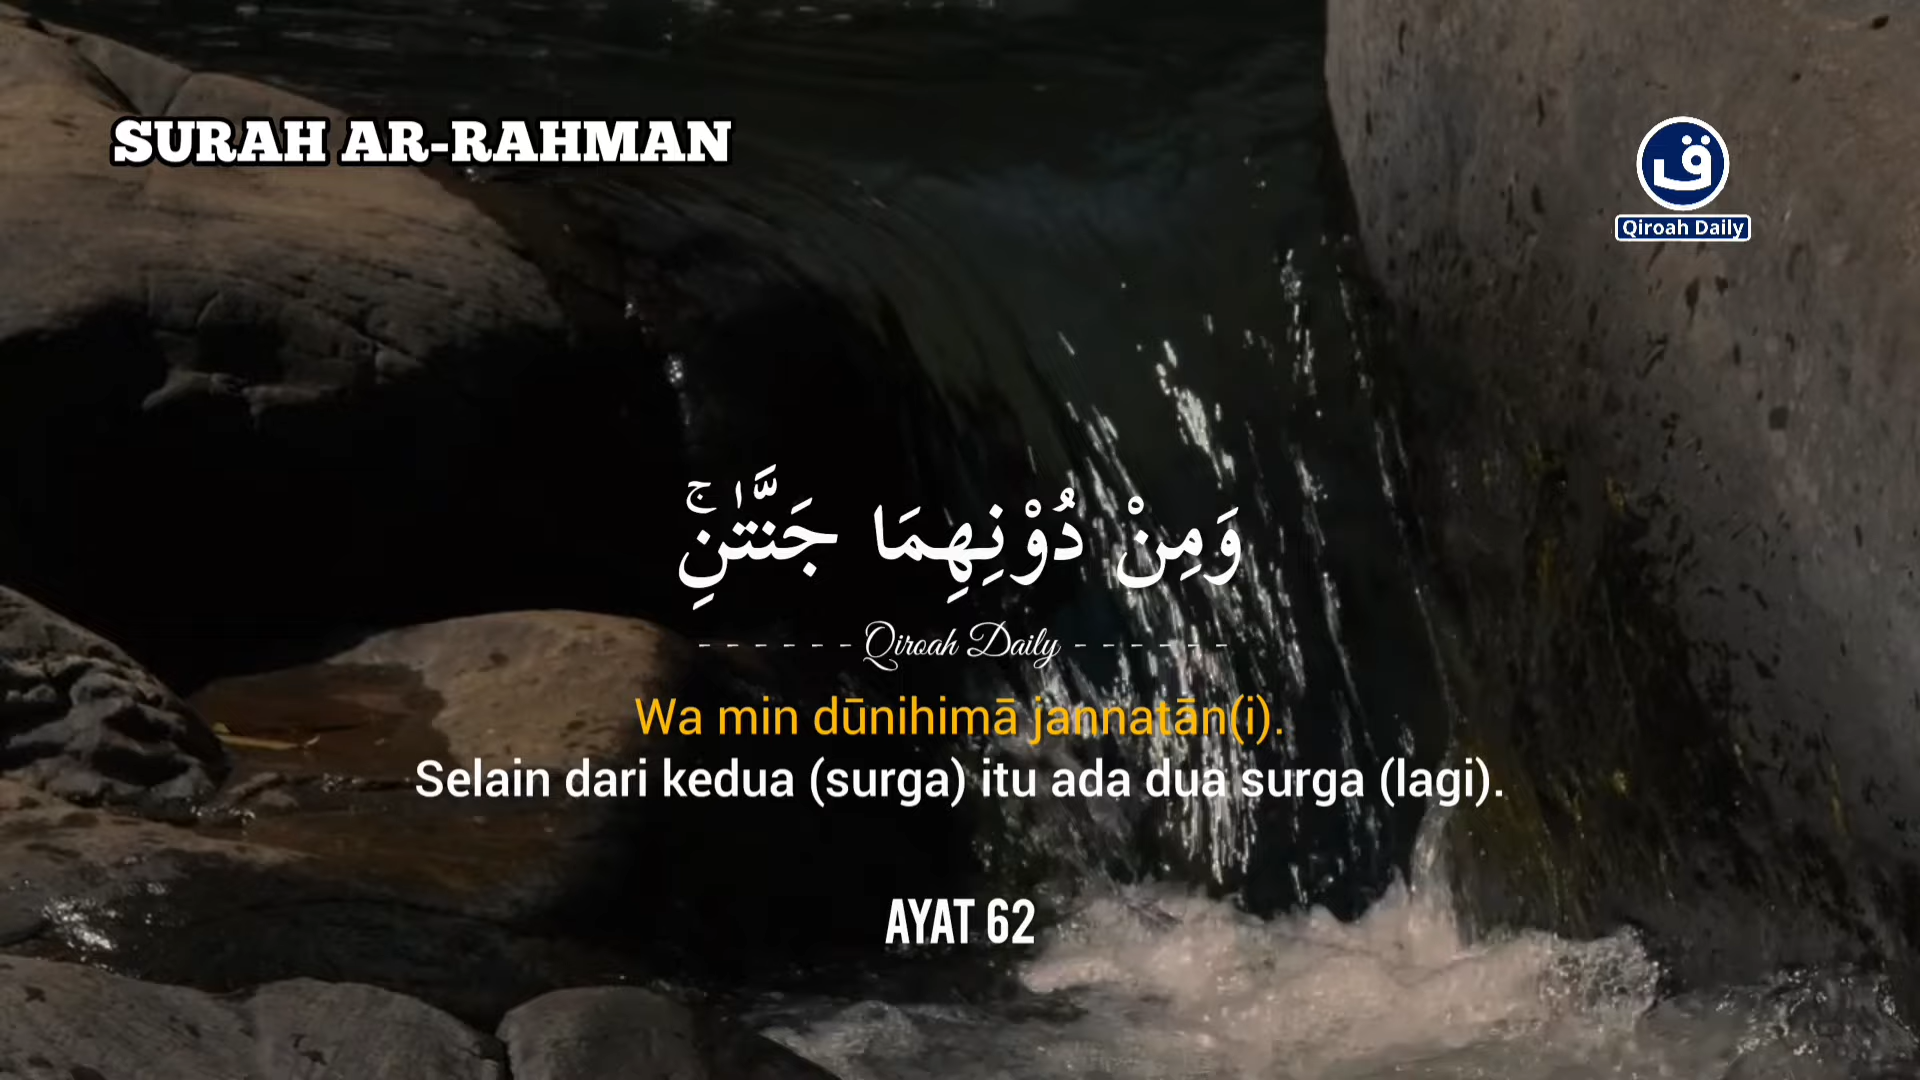 SURAH AR-RAHMAN
ق
Qiroah Daily
وَمِنْ دُوْنِهِمَا جَنَّتٰنِۚ
- - - - - - Qiroah Daily - - - - - -
Wa min dūnihimā jannatān(i).
Selain dari kedua (surga) itu ada dua surga (lagi).
AYAT 62